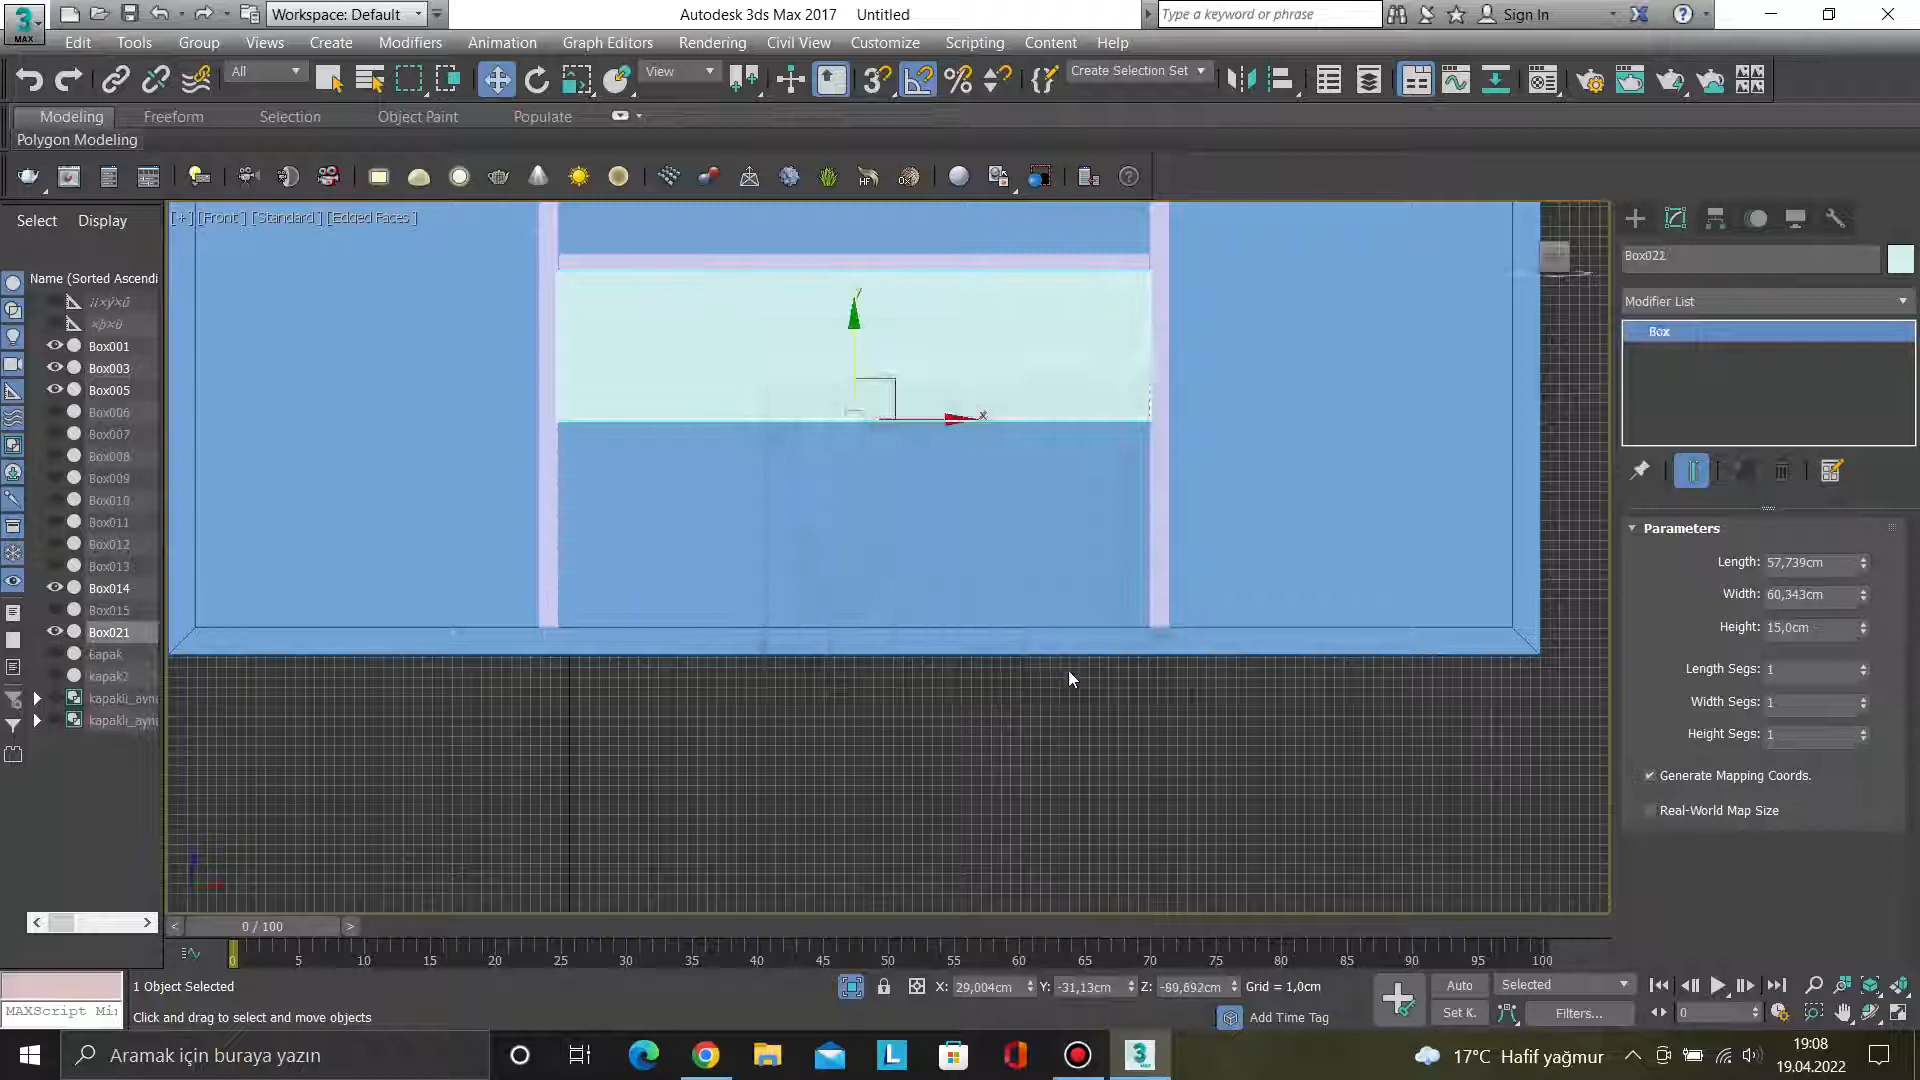 Workspace: Default
Autodesk 3ds Max 2017
Untitled
Type a keyword or phrase
Sign In
3
MAX
Edit
Tools
Group
Views
Create
Modifiers
Animation
Graph Editors
Rendering
Civil View
Customize
Scripting
Content
Help
All
View
Create Selection Set
Modeling
Freeform
Selection
Object Paint
Populate
Polygon Modeling
Select
Display
[+] [Front ] [Standard ] [Edged Faces ]
Name (Sorted Ascendi
Box001
Box003
Box005
Box006
Box007
Box008
Box009
Box010
Box011
Box012
Box013
Box014
Box015
Box021
kapak2
kapaklı_ayna
kapaklı_ayna
x
Modifier List
Box
Parameters
Length: 57,739cm
Width: 60,343cm
Height: 15,0cm
Length Segs: 1
Width Segs: 1
Height Segs: 1
Generate Mapping Coords.
Real-World Map Size
0 / 100
0 5 10 15 20 25 30 35 40 45 50 55 60 65 70 75 80 85 90 95 100
1 Object Selected
X: 29,004cm Y: -31,13cm Z: -89,692cm Grid = 1,0cm
Auto
Selected
MAXScript Mi
Click and drag to select and move objects
Add Time Tag
Set K.
Filters...
0
Aramak için buraya yazın
17°C Hafif yağmur
19:08
19.04.2022